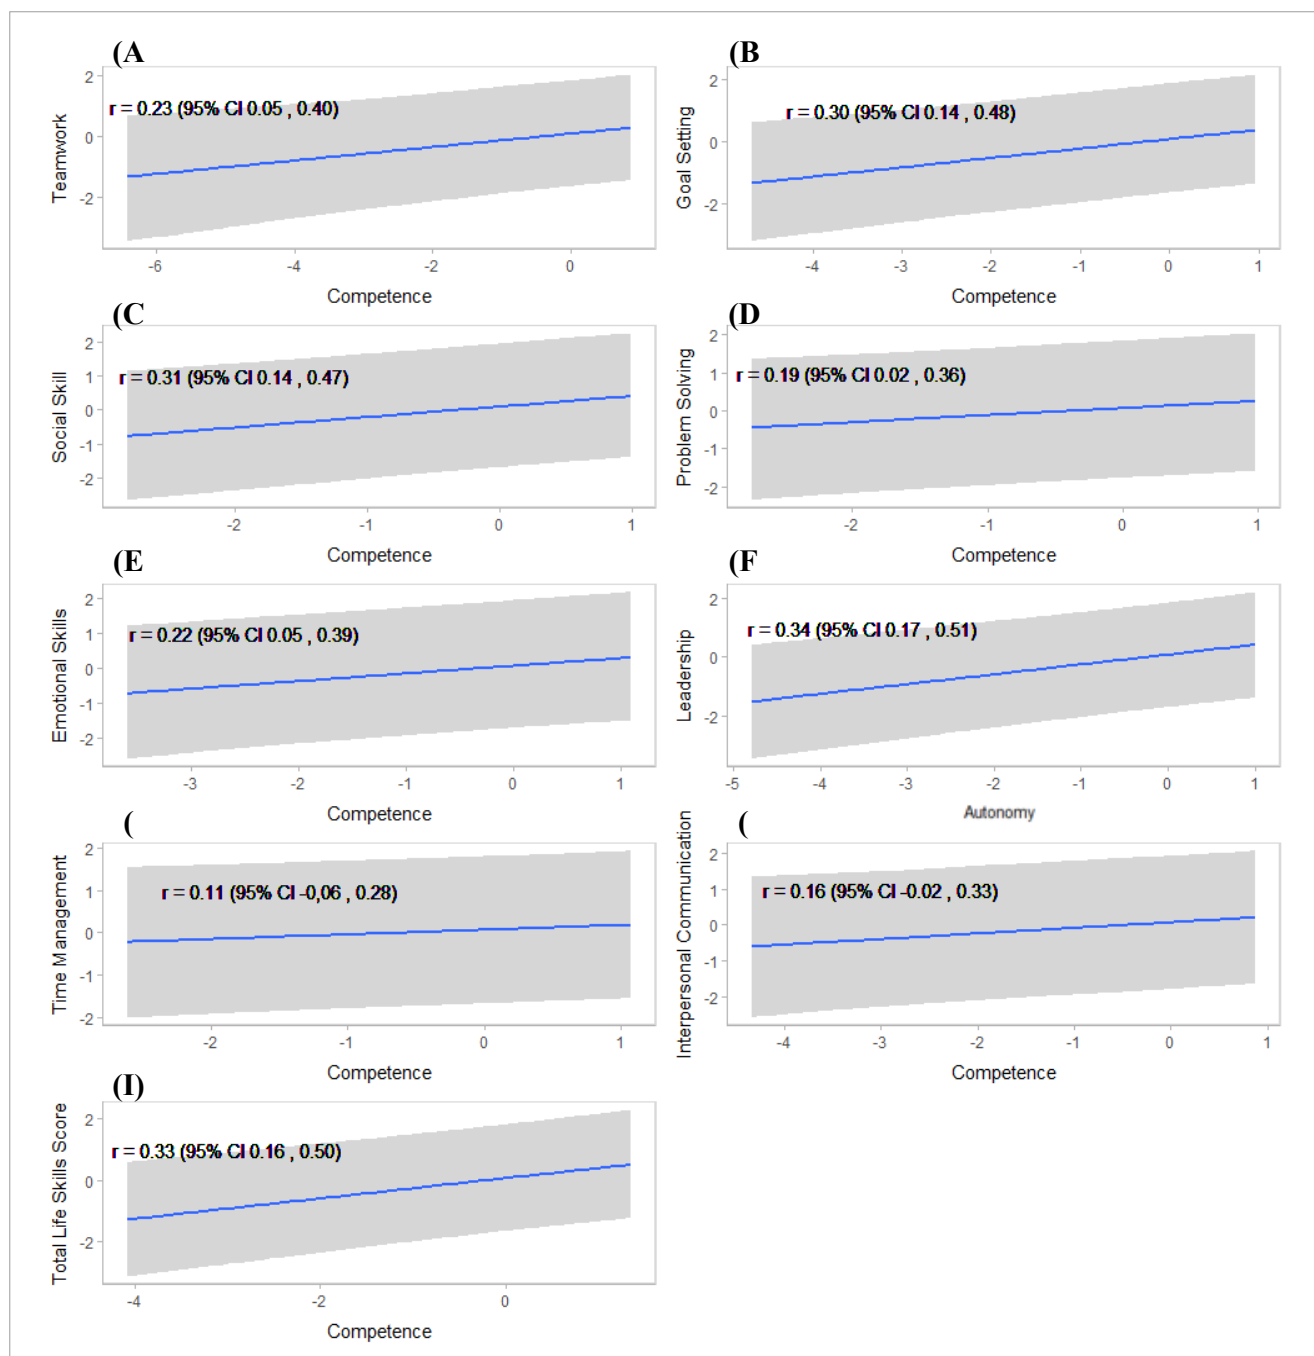 (A
2
0
-2
Teamwork
r = 0.23 (95% CI 0.05 , 0.40)
-6 -4 -2 0
Competence
(B
2
0
-2
Goal Setting
r = 0.30 (95% CI 0.14 , 0.48)
-4 -3 -2 -1 0 1
Competence
(C
2
1
0
-1
-2
Social Skill
r = 0.31 (95% CI 0.14 , 0.47)
-2 -1 0 1
Competence
(D
2
1
0
-1
-2
Problem Solving
r = 0.19 (95% CI 0.02 , 0.36)
-2 -1 0 1
Competence
(E
2
1
0
-1
-2
Emotional Skills
r = 0.22 (95% CI 0.05 , 0.39)
-3 -2 -1 0 1
Competence
(F
2
0
-2
Leadership
r = 0.34 (95% CI 0.17 , 0.51)
-5 -4 -3 -2 -1 0 1
Autonomy
(
2
1
0
-1
-2
Time Management
r = 0.11 (95% CI -0,06 , 0.28)
-2 -1 0 1
Competence
(
2
1
0
-1
-2
Interpersonal Communication
r = 0.16 (95% CI -0.02 , 0.33)
-4 -3 -2 -1 0 1
Competence
(I)
2
0
-2
Total Life Skills Score
r = 0.33 (95% CI 0.16 , 0.50)
-4 -2 0
Competence